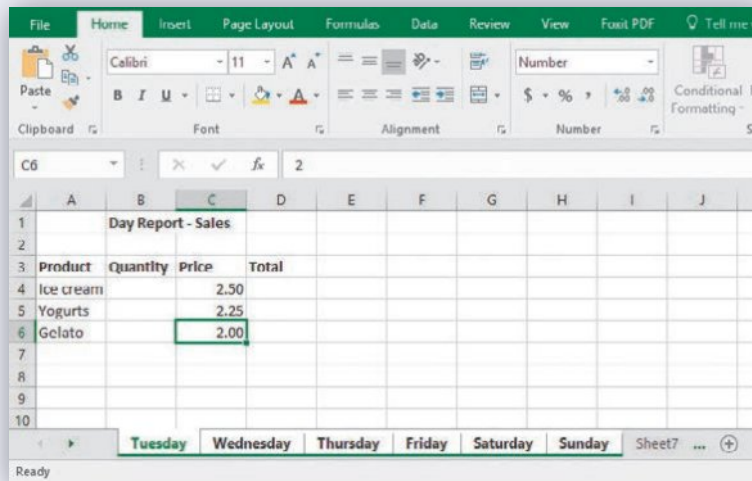 File Home Insert Page Layout Formulas Data Review View Foxit PDF Tell me
Calibri 11 A A Number
Paste B I U A $ % , Conditional
Formatting
Clipboard Font Alignment Number S
C6 fx 2
A B C D E F G H I J
1 Day Report - Sales
2
3 Product Quantity Price Total
4 Ice cream 2.50
5 Yogurts 2.25
6 Gelato 2.00
7
8
9
10
Tuesday Wednesday Thursday Friday Saturday Sunday Sheet7 ...
Ready